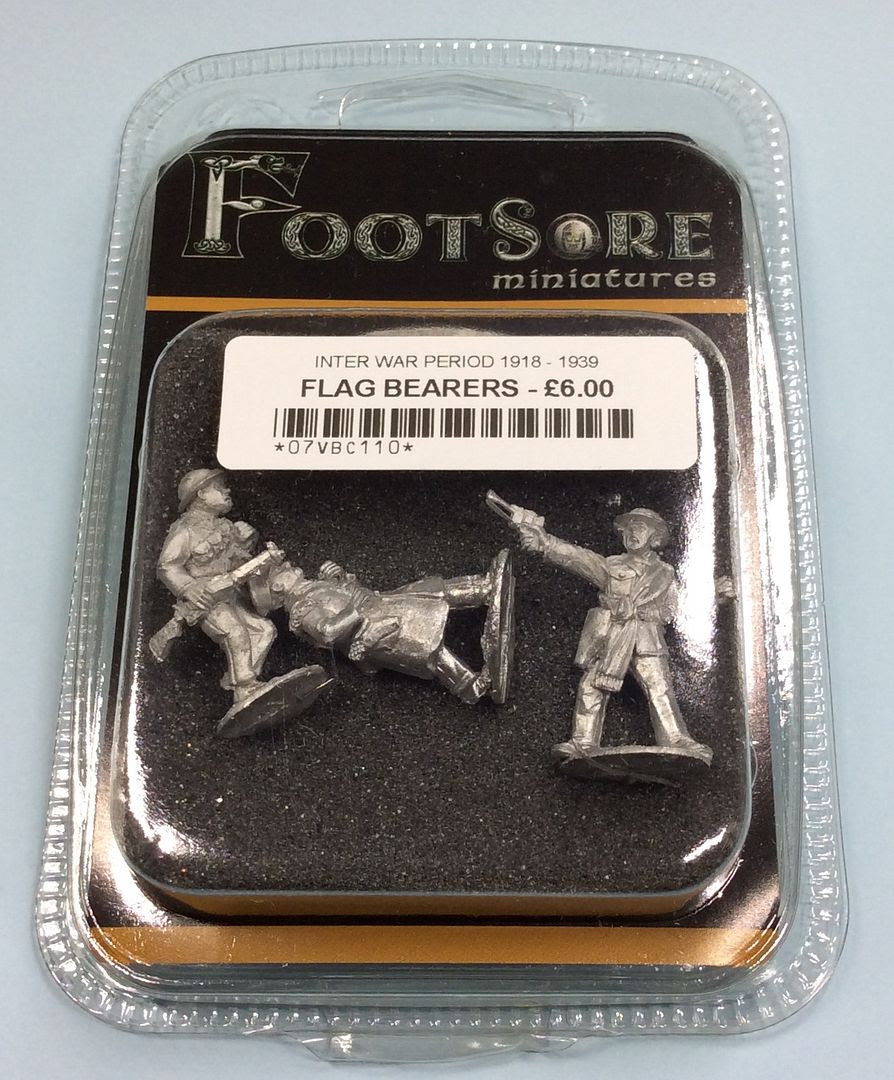 FOOTSORE
miniatures
INTER WAR PERIOD 1918 - 1939
FLAG BEARERS - £6.00
*07VBC110*